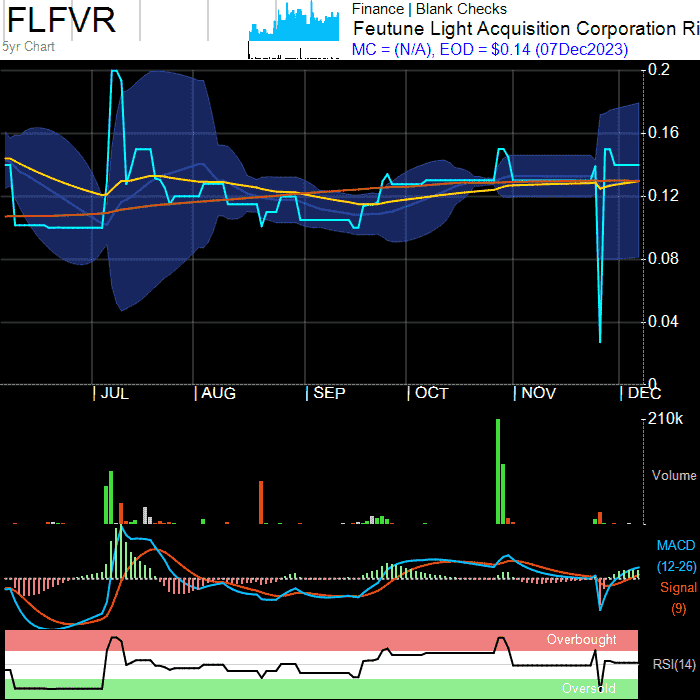 FLFVR
5yr Chart
Finance | Blank Checks
Feutune Light Acquisition Corporation Ri
MC = (N/A), EOD = $0.14 (07Dec2023)
0.2
0.16
0.12
0.08
0.04
0
JUL AUG SEP OCT NOV DEC
210k
Volume
MACD
(12-26)
Signal
(9)
Overbought
RSI(14)
Oversold